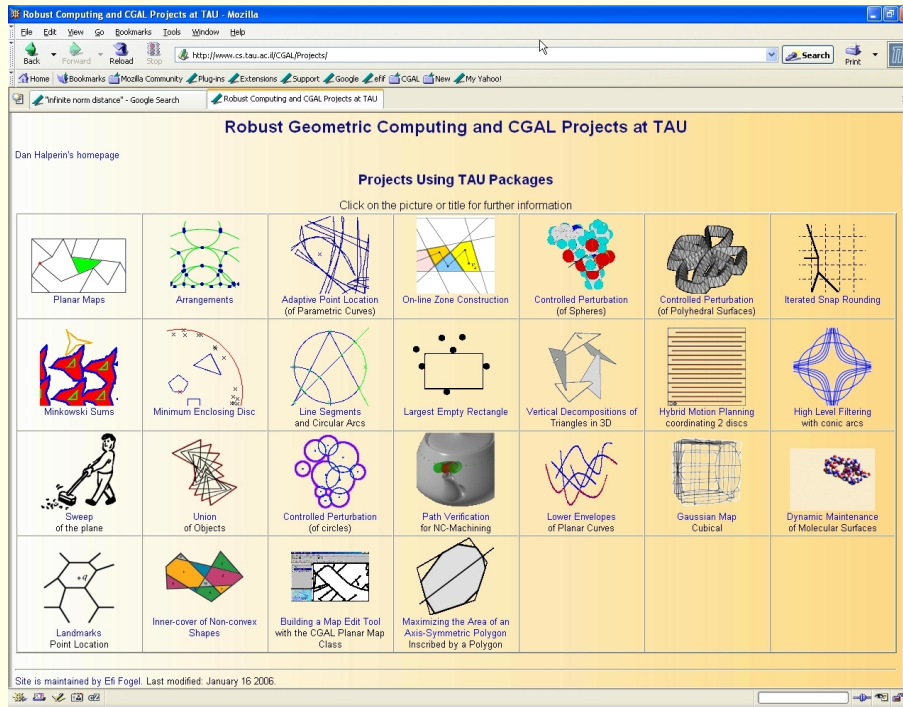 Robust Computing and CGAL Projects at TAU - Mozilla
File Edit View Go Bookmarks Tools Window Help
Back Forward Reload Stop http://www.cs.tau.ac.il/CGAL/Projects/ Search Print
Home Bookmarks Mozilla Community Plug-ins Extensions Support Google efif CGAL New My Yahoo!
"infinite norm distance" - Google Search Robust Computing and CGAL Projects at TAU
Robust Geometric Computing and CGAL Projects at TAU
Dan Halperin's homepage
Projects Using TAU Packages
Click on the picture or title for further information
Planar Maps
Arrangements
Adaptive Point Location
(of Parametric Curves)
On-line Zone Construction
Controlled Perturbation
(of Spheres)
Controlled Perturbation
(of Polyhedral Surfaces)
Iterated Snap Rounding
Minkowski Sums
Minimum Enclosing Disc
Line Segments
and Circular Arcs
Largest Empty Rectangle
Vertical Decompositions of
Triangles in 3D
Hybrid Motion Planning
coordinating 2 discs
High Level Filtering
with conic arcs
Sweep
of the plane
Union
of Objects
Controlled Perturbation
(of circles)
Path Verification
for NC-Machining
Lower Envelopes
of Planar Curves
Gaussian Map
Cubical
Dynamic Maintenance
of Molecular Surfaces
+q
Landmarks
Point Location
Inner-cover of Non-convex
Shapes
Building a Map Edit Tool
with the CGAL Planar Map
Class
Maximizing the Area of an
Axis-Symmetric Polygon
Inscribed by a Polygon
Site is maintained by Efi Fogel. Last modified: January 16 2006.